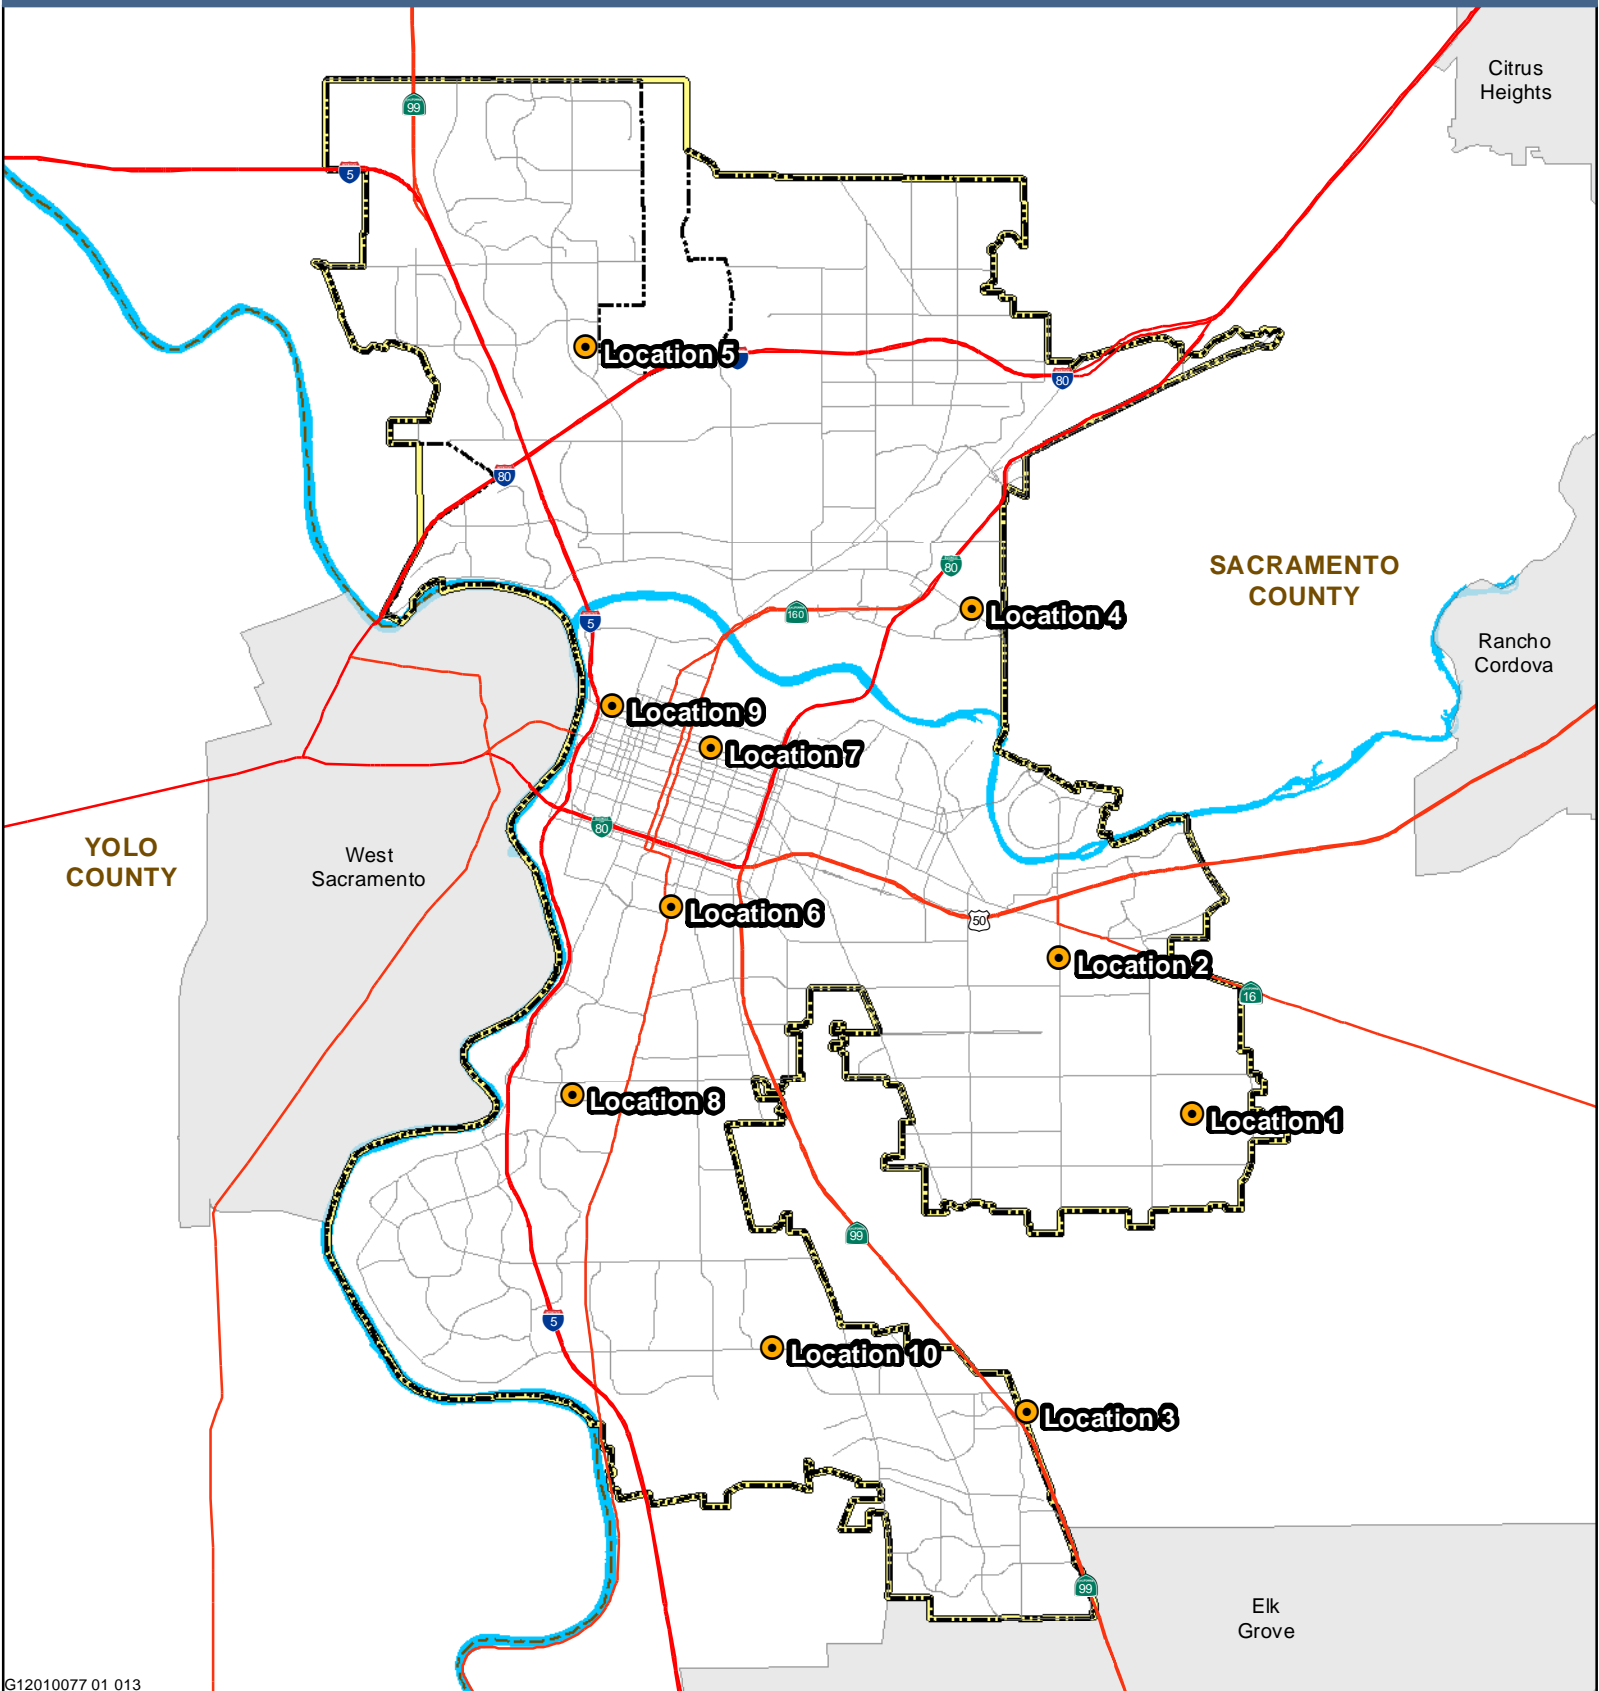 Citrus
Heights
99
5
Location 5
80
80
SACRAMENTO
COUNTY
80
5
160
Location 4
Rancho
Cordova
Location 9
Location 7
80
YOLO
COUNTY
West
Sacramento
Location 6
50
Location 2
16
Location 8
Location 1
99
5
Location 10
Location 3
99
Elk
Grove
G12010077 01 013